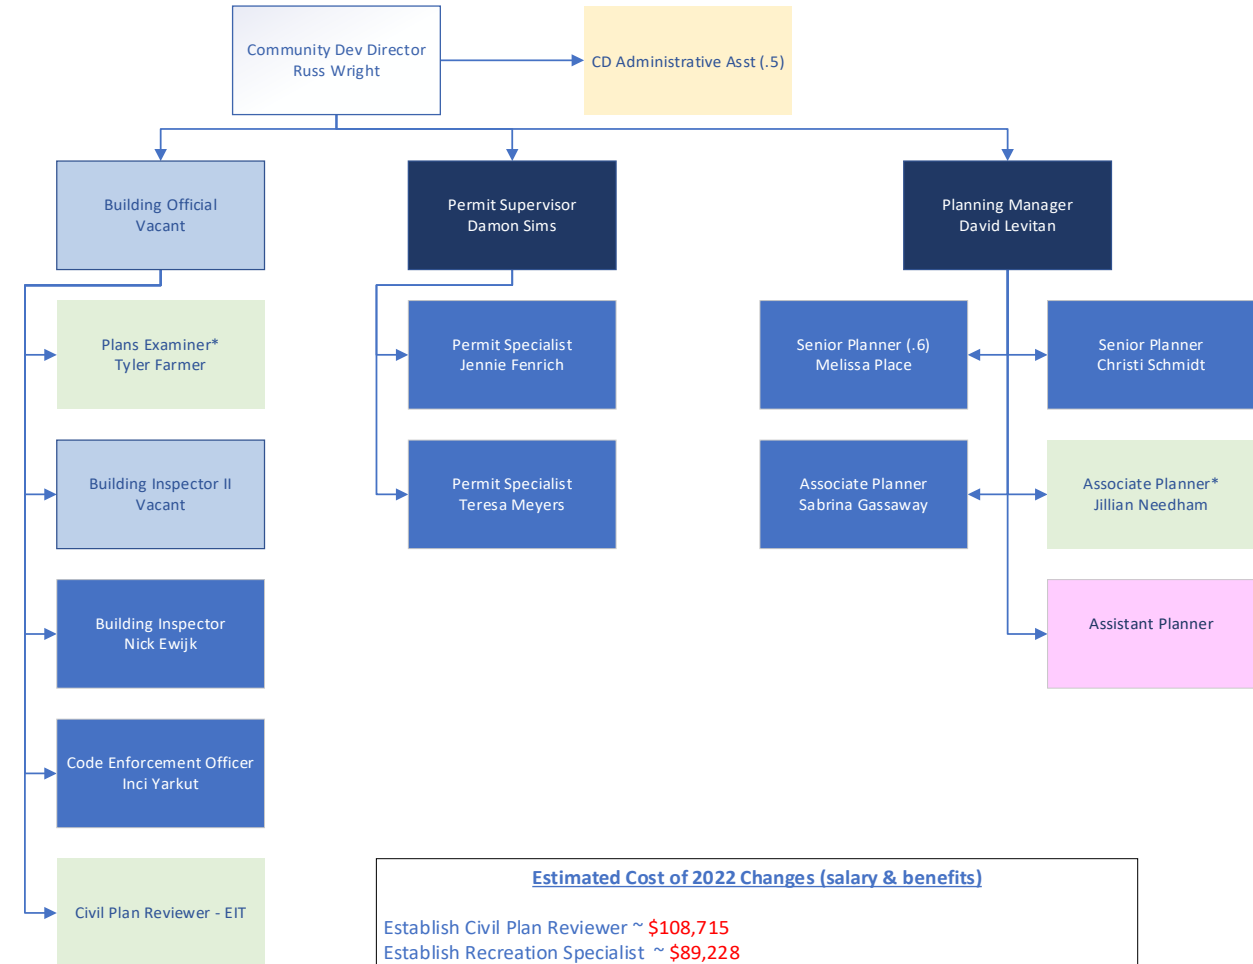 Community Dev Director
Russ Wright
CD Administrative Asst (.5)
Building Official
Vacant
Permit Supervisor
Damon Sims
Planning Manager
David Levitan
Plans Examiner*
Tyler Farmer
Permit Specialist
Jennie Fenrich
Senior Planner (.6)
Melissa Place
Senior Planner
Christi Schmidt
Building Inspector II
Vacant
Permit Specialist
Teresa Meyers
Associate Planner
Sabrina Gassaway
Associate Planner*
Jillian Needham
Building Inspector
Nick Ewijk
Assistant Planner
Code Enforcement Officer
Inci Yarkut
Civil Plan Reviewer - EIT
Estimated Cost of 2022 Changes (salary & benefits)
Establish Civil Plan Reviewer ~ $108,715
Establish Recreation Specialist ~ $89,228